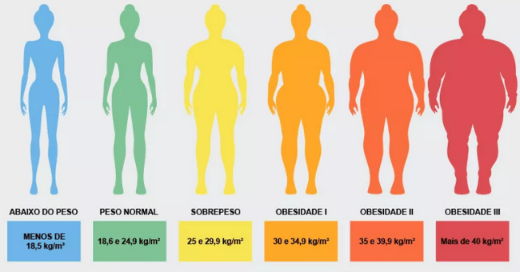 ABAIXO DO PESO
PESO NORMAL
SOBREPESO
OBESIDADE I
OBESIDADE II
OBESIDADE III
MENOS DE
18,5 kg/m²
18,6 e 24,9 kg/m²
25 e 29,9 kg/m²
30 e 34,9 kg/m²
35 e 39,9 kg/m²
Mais de 40 kg/m²